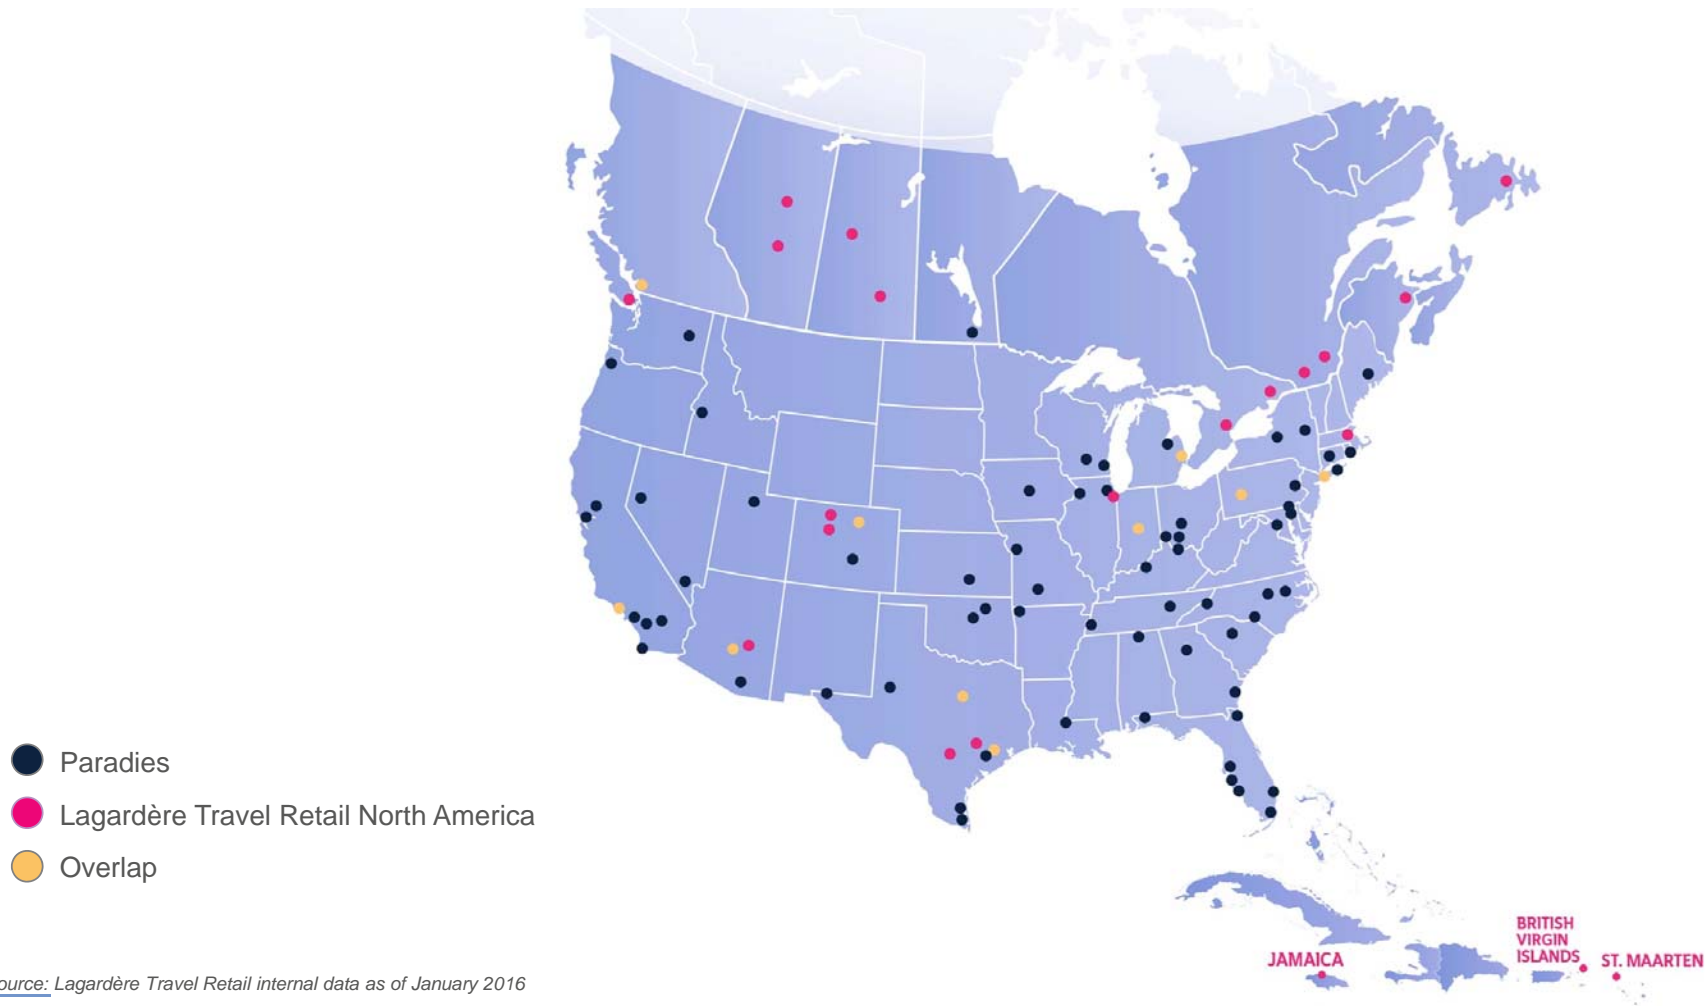 Paradies
Lagardère Travel Retail North America
Overlap
BRITISH
VIRGIN
ISLANDS
JAMAICA
ST. MAARTEN
ource: Lagardère Travel Retail internal data as of January 2016